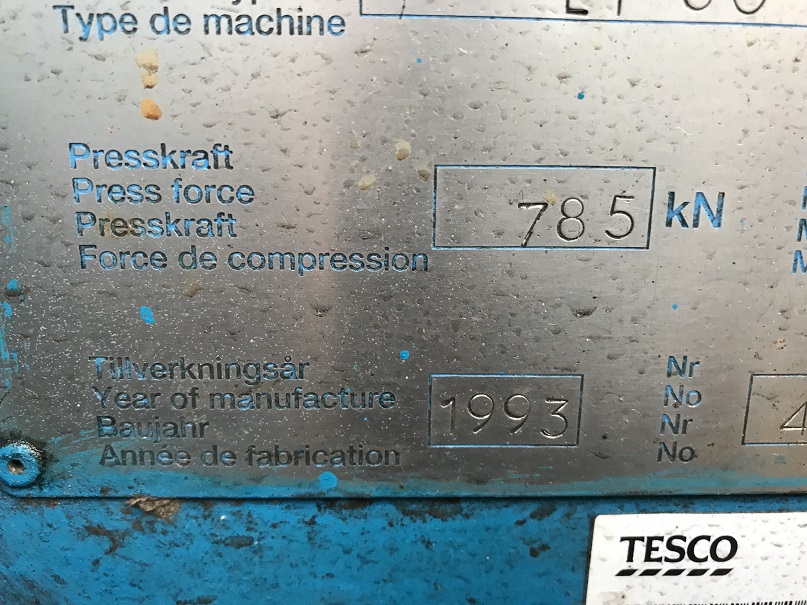 Type de machine
Presskraft
Press force
Presskraft
Force de compression
785 kN
Tillverkningsår
Year of manufacture
Baujahr
Année de fabrication
1993
Nr
No
Nr
No
4
TESCO